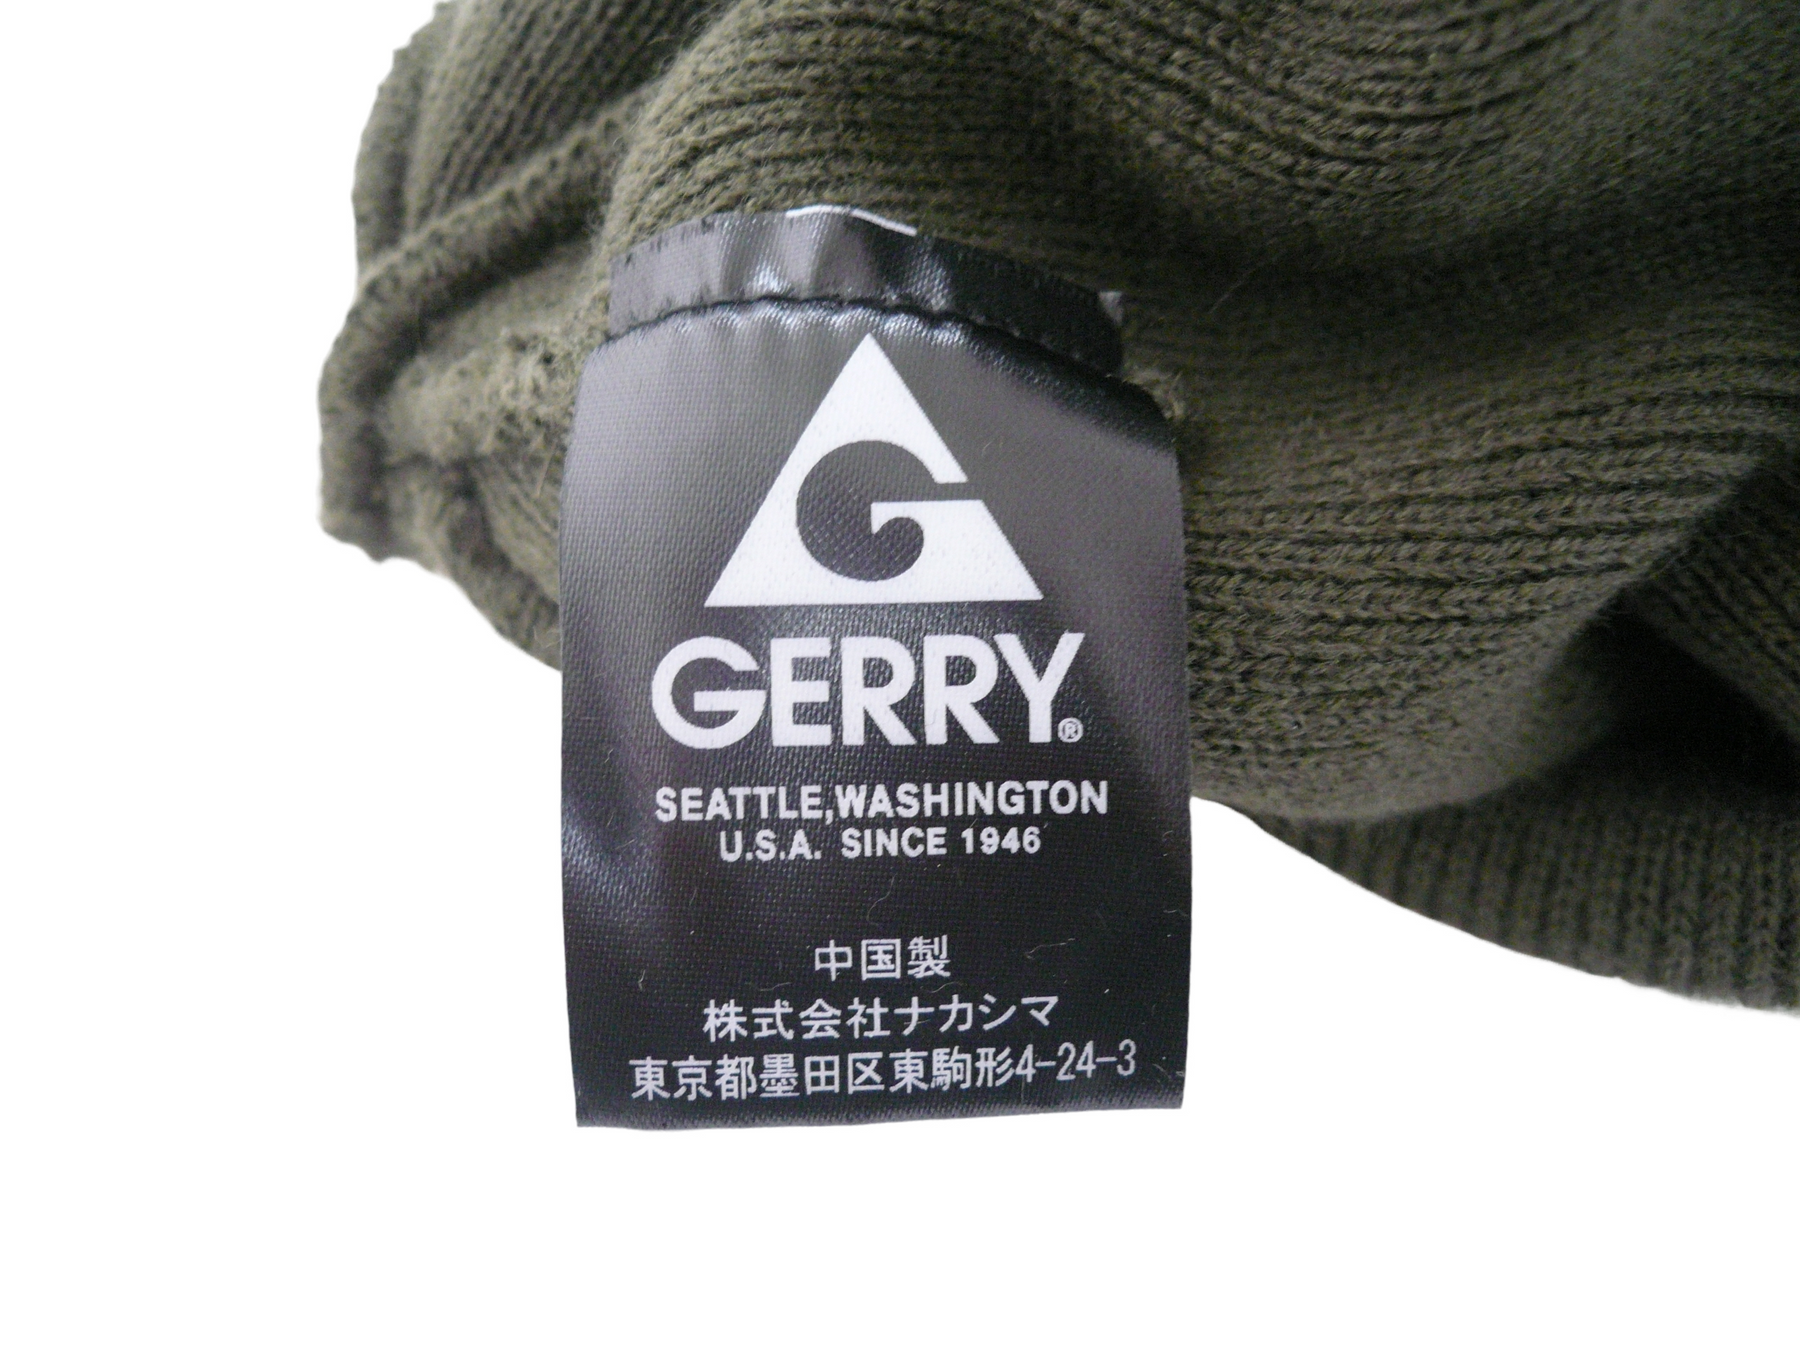 G
GERRY®
SEATTLE,WASHINGTON
U.S.A. SINCE 1946
中国製
株式会社ナカシマ
東京都墨田区東駒形4-24-3